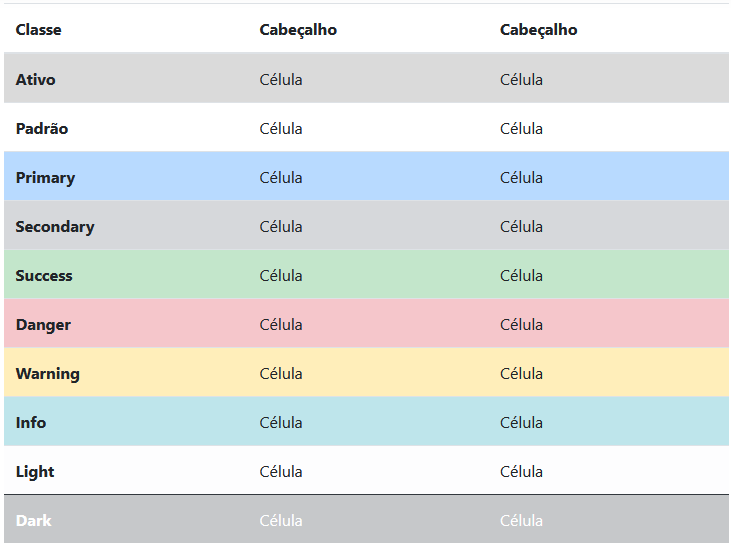 Classe Cabeçalho Cabeçalho
Ativo Célula Célula
Padrão Célula Célula
Primary Célula Célula
Secondary Célula Célula
Success Célula Célula
Danger Célula Célula
Warning Célula Célula
Info Célula Célula
Light Célula Célula
Dark Célula Célula